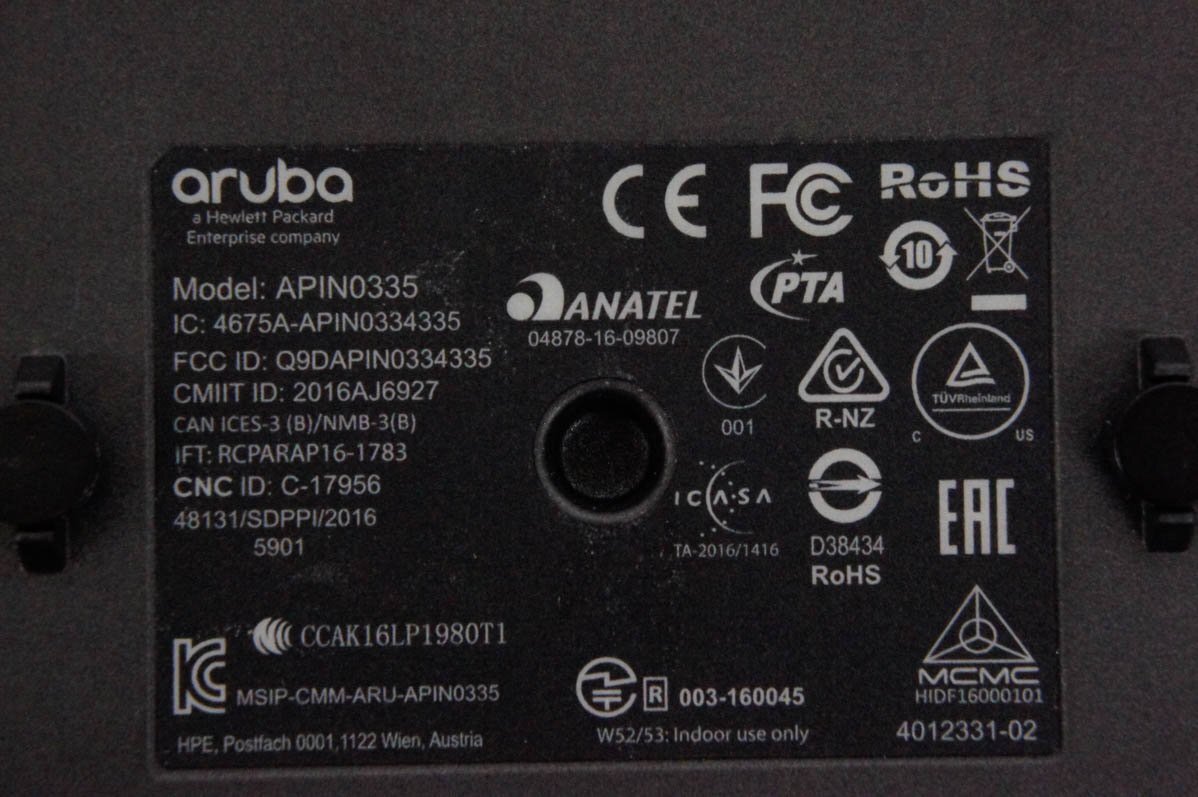 aruba
a Hewlett Packard
Enterprise company
Model: APIN0335
IC: 4675A-APIN0334335
FCC ID: Q9DAPIN0334335
CMIIT ID: 2016AJ6927
CAN ICES-3 (B)/NMB-3(B)
IFT: RCPARAP16-1783
CNC ID: C-17956
48131/SDPPI/2016
5901
CE FC RoHS
10
ANATEL
04878-16-09807
PTA
001
R-NZ
TÜVRheinland
C US
ICASA
TA-2016/1416
D38434
RoHS
EAC
CCAK16LP1980T1
MSIP-CMM-ARU-APIN0335
HPE, Postfach 0001,1122 Wien, Austria
R 003-160045
W52/53: Indoor use only
MCMC
HIDF16000101
4012331-02